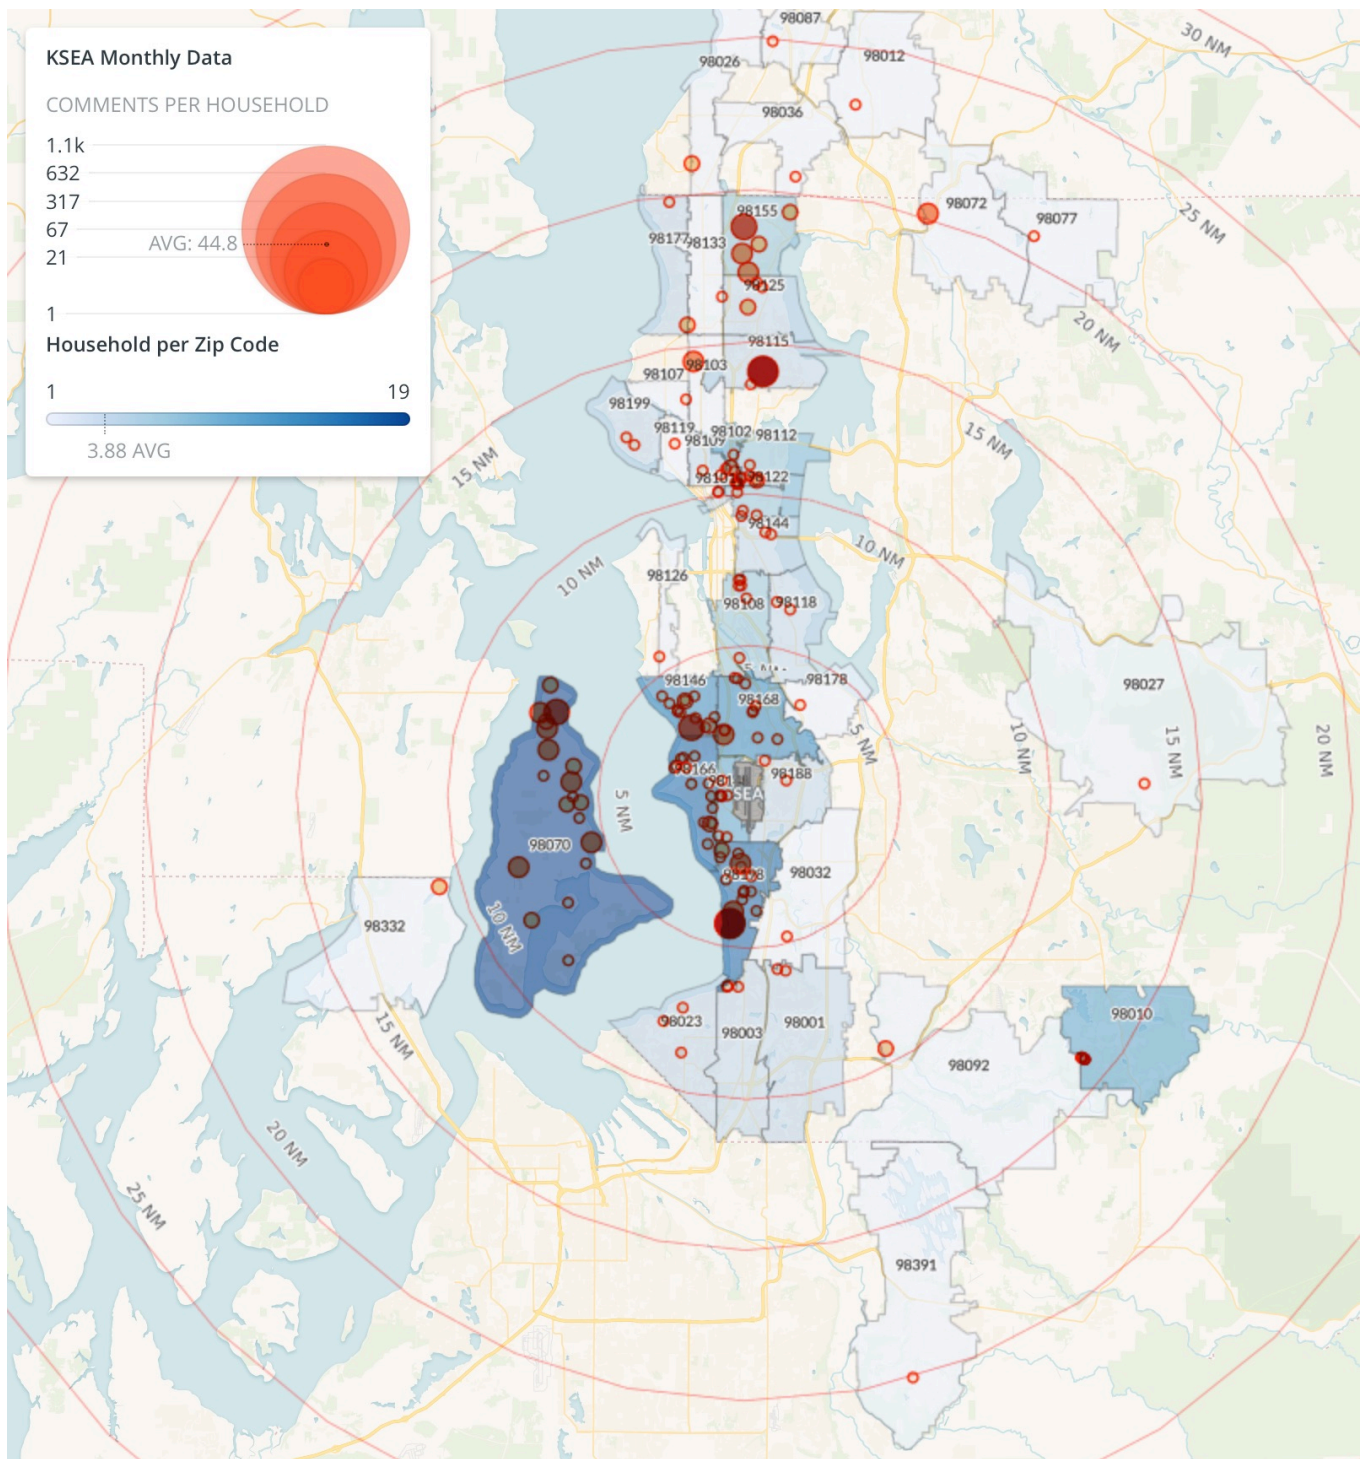 KSEA Monthly Data
COMMENTS PER HOUSEHOLD
1.1k
632
317
67
AVG: 44.8
21
1
Household per Zip Code
1 19
3.88 AVG
98087
30 NM
98012
98026
98036
98072
98155
98077
25 NM
98177
98133
98125
20 NM
98115
98103
98107
98199
98119
98102
98112
98109
15 NM
15 NM
98122
98144
10 NM
10 NM
98126
98108
98118
98146
98178
98027
98168
5 NM
10 NM
15 NM
20 NM
98166
98188
SEA
5 NM
98070
98032
98332
10 NM
98010
98023
98001
98003
15 NM
98092
20 NM
25 NM
98391